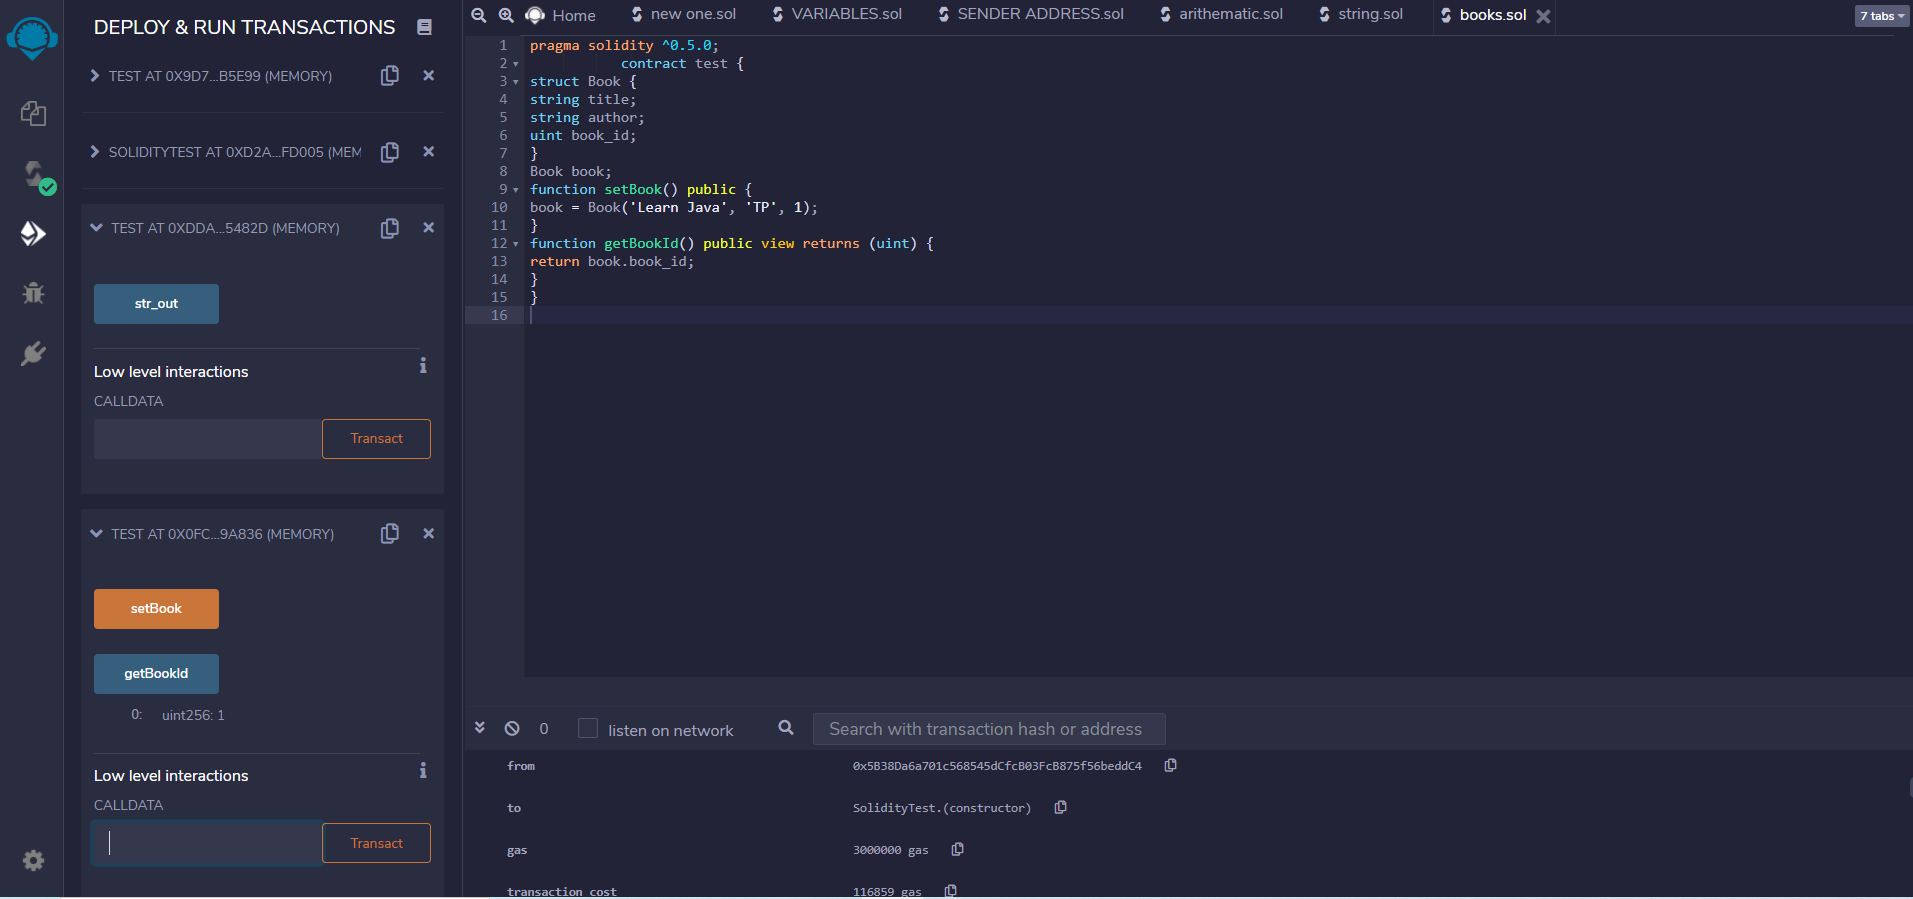 DEPLOY & RUN TRANSACTIONS
TEST AT 0X9D7...B5E99 (MEMORY)
SOLIDITYTEST AT 0XD2A...FD005 (MEM
TEST AT 0XDDA...5482D (MEMORY)
str_out
Low level interactions
CALLDATA
Transact
TEST AT 0X0FC...9A836 (MEMORY)
setBook
getBookId
0: uint256: 1
Low level interactions
CALLDATA
Transact
Home new one.sol VARIABLES.sol SENDER ADDRESS.sol arithematic.sol string.sol books.sol 7 tabs
1 pragma solidity ^0.5.0;
2 contract test {
3 struct Book {
4 string title;
5 string author;
6 uint book_id;
7 }
8 Book book;
9 function setBook() public {
10 book = Book('Learn Java', 'TP', 1);
11 }
12 function getBookId() public view returns (uint) {
13 return book.book_id;
14 }
15 }
16
0 listen on network Search with transaction hash or address
from 0x5B38Da6a701c568545dCfcB03FcB875f56beddC4
to SolidityTest.(constructor)
gas 3000000 gas
transaction cost 116859 gas